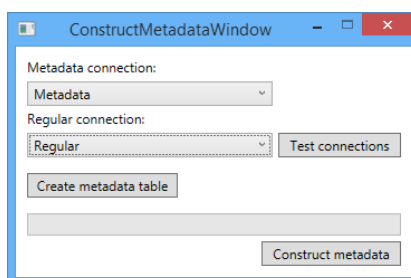 ConstructMetadataWindow
Metadata connection:
Metadata
Regular connection:
Regular
Test connections
Create metadata table
Construct metadata